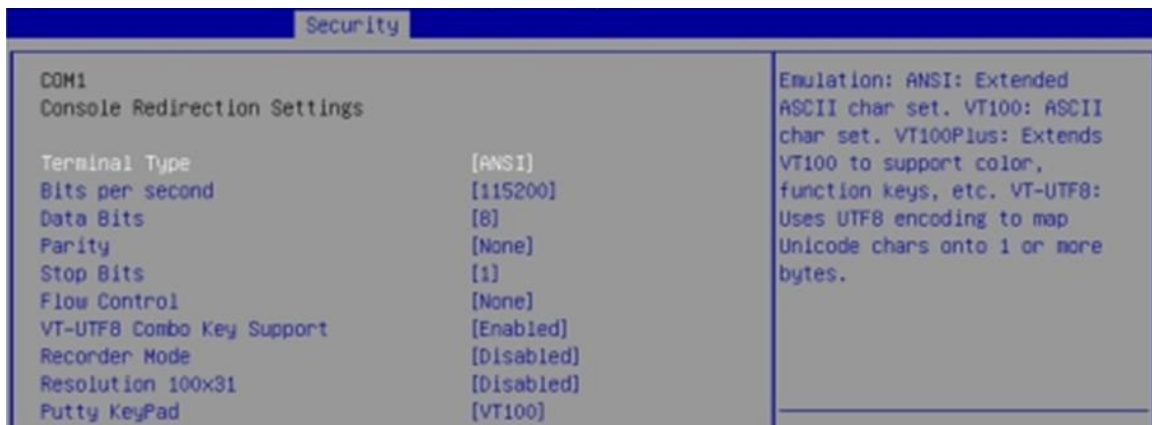 Security
COM1
Console Redirection Settings
Terminal Type [ANSI]
Bits per second [115200]
Data Bits [8]
Parity [None]
Stop Bits [1]
Flow Control [None]
VT-UTF8 Combo Key Support [Enabled]
Recorder Mode [Disabled]
Resolution 100x31 [Disabled]
Putty KeyPad [VT100]
Emulation: ANSI: Extended
ASCII char set. VT100: ASCII
char set. VT100Plus: Extends
VT100 to support color,
function keys, etc. VT-UTF8:
Uses UTF8 encoding to map
Unicode chars onto 1 or more
bytes.